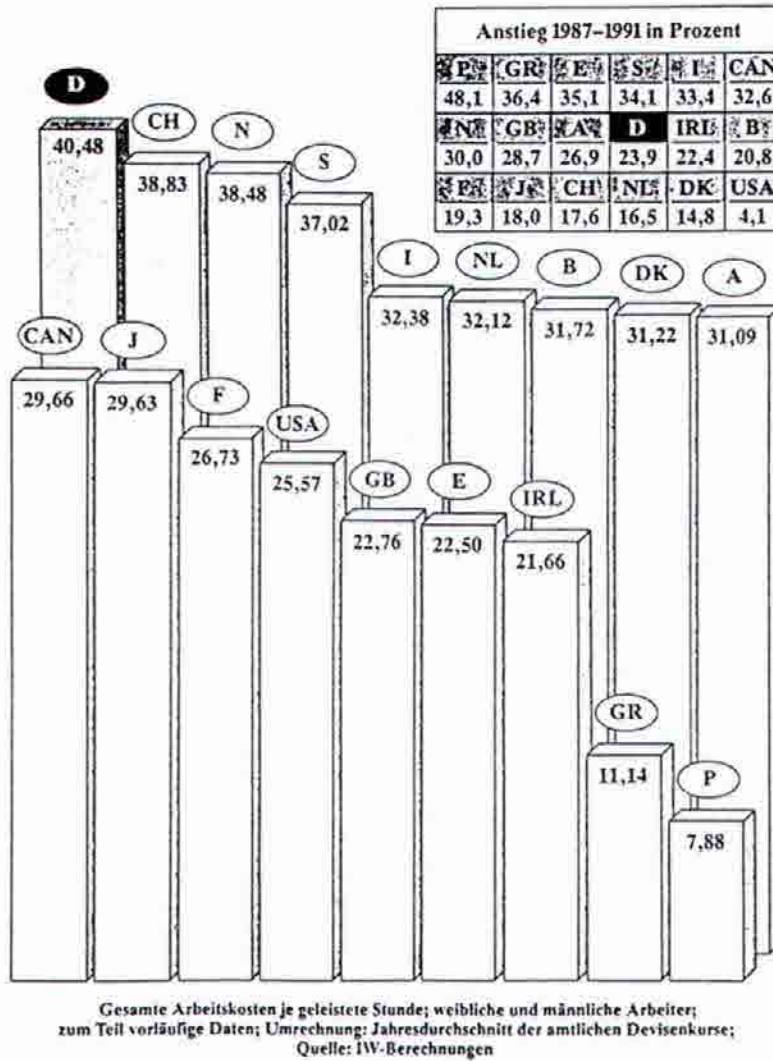 Anstieg 1987–1991 in Prozent
P GR E S I CAN
48,1 36,4 35,1 34,1 33,4 32,6
N GB A D IRL B
30,0 28,7 26,9 23,9 22,4 20,8
F J CH NL DK USA
19,3 18,0 17,6 16,5 14,8 4,1
D
40,48
CH
38,83
N
38,48
S
37,02
I
32,38
NL
32,12
B
31,72
DK
31,22
A
31,09
CAN
29,66
J
29,63
F
26,73
USA
25,57
GB
22,76
E
22,50
IRL
21,66
GR
11,14
P
7,88
Gesamte Arbeitskosten je geleistete Stunde; weibliche und männliche Arbeiter;
zum Teil vorläufige Daten; Umrechnung: Jahresdurchschnitt der amtlichen Devisenkurse;
Quelle: IW-Berechnungen